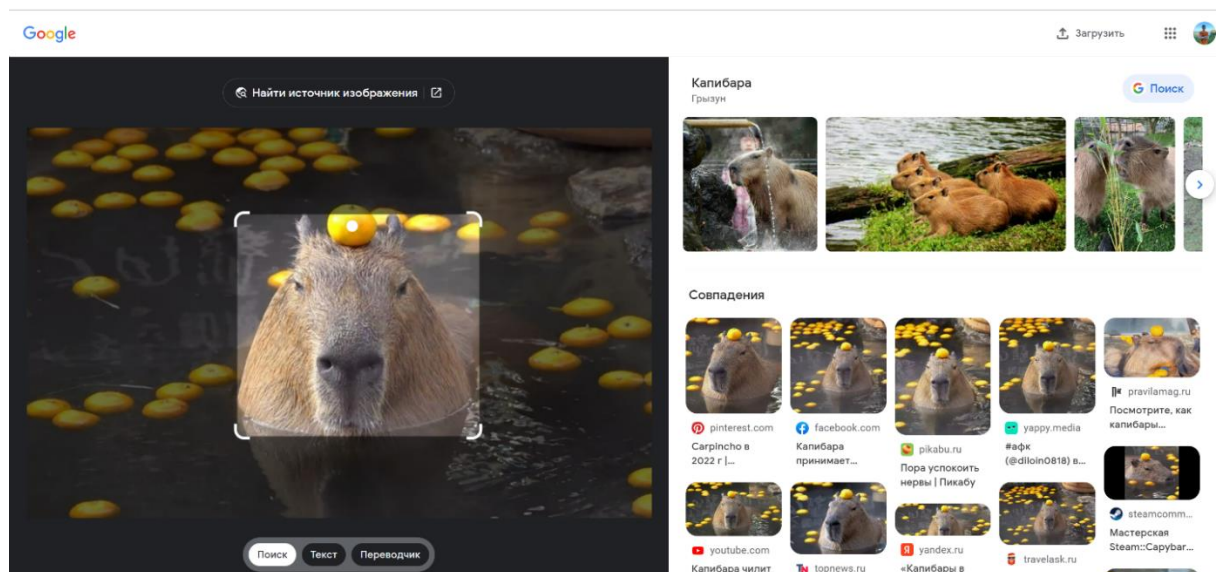 Google
Загрузить
Найти источник изображения
Капибара
Грызун
Поиск
Совпадения
pinterest.com
Carpincho в
2022 г |...
facebook.com
Капибара
принимает...
pikabu.ru
Пора успокоить
нервы | Пикабу
yappy.media
#афк
(@diloin0818) в...
pravilamag.ru
Посмотрите, как
капибары...
youtube.com
Капибара чилит
topnews.ru
yandex.ru
«Капибары в
travelask.ru
steamcomm...
Мастерская
Steam::Capybar...
Поиск
Текст
Переводчик